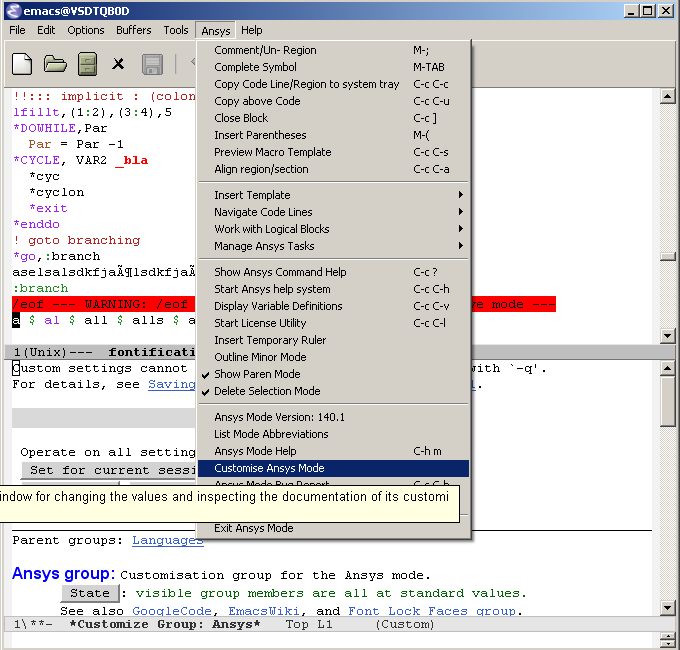 emacs@VSDTQB0D
File Edit Options Buffers Tools Ansys Help
Comment/Un- Region M-;
Complete Symbol M-TAB
Copy Code Line/Region to system tray C-c C-c
Copy above Code C-c C-u
Close Block C-c ]
Insert Parentheses M-(
Preview Macro Template C-c C-s
Align region/section C-c C-a
Insert Template
Navigate Code Lines
Work with Logical Blocks
Manage Ansys Tasks
Show Ansys Command Help C-c ?
Start Ansys help system C-c C-h
Display Variable Definitions C-c C-v
Start License Utility C-c C-l
Insert Temporary Ruler
Outline Minor Mode
Show Paren Mode
Delete Selection Mode
Ansys Mode Version: 140.1
List Mode Abbreviations
Ansys Mode Help C-h m
Customise Ansys Mode
Ansys Mode Bug Report C-c C-b
indow for changing the values and inspecting the documentation of its customi
Exit Ansys Mode
!!::: implicit : (colon
lfillt,(1:2),(3:4),5
*DOWHILE,Par
Par = Par -1
*CYCLE, VAR2 _bla
*cyc
*cyclon
*exit
*enddo
! goto branching
*go,:branch
aselsalsdkfjaÃ¶lsdkfjaÃ
:branch
/eof --- WARNING: /eof ve mode ---
a $ al $ all $ alls $ a
1(Unix)--- fontificati
Custom settings cannot with `-q'.
For details, see Saving l.
Operate on all setting
Set for current sessi
Parent groups: Languages
Ansys group: Customisation group for the Ansys mode.
State : visible group members are all at standard values.
See also GoogleCode, EmacsWiki, and Font Lock Faces group.
1\**- *Customize Group: Ansys* Top L1 (Custom)